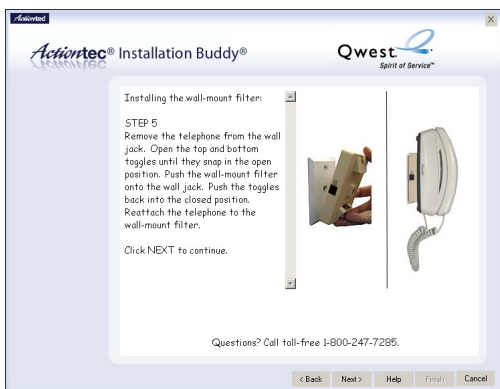 Actiontec
Actiontec® Installation Buddy®
Qwest
Spirit of Service™
Installing the wall-mount filter:
STEP 5
Remove the telephone from the wall
jack. Open the top and bottom
toggles until they snap in the open
position. Push the wall-mount filter
onto the wall jack. Push the toggles
back into the closed position.
Reattach the telephone to the
wall-mount filter.
Click NEXT to continue.
Questions? Call toll-free 1-800-247-7285.
< Back Next > Help Finish Cancel